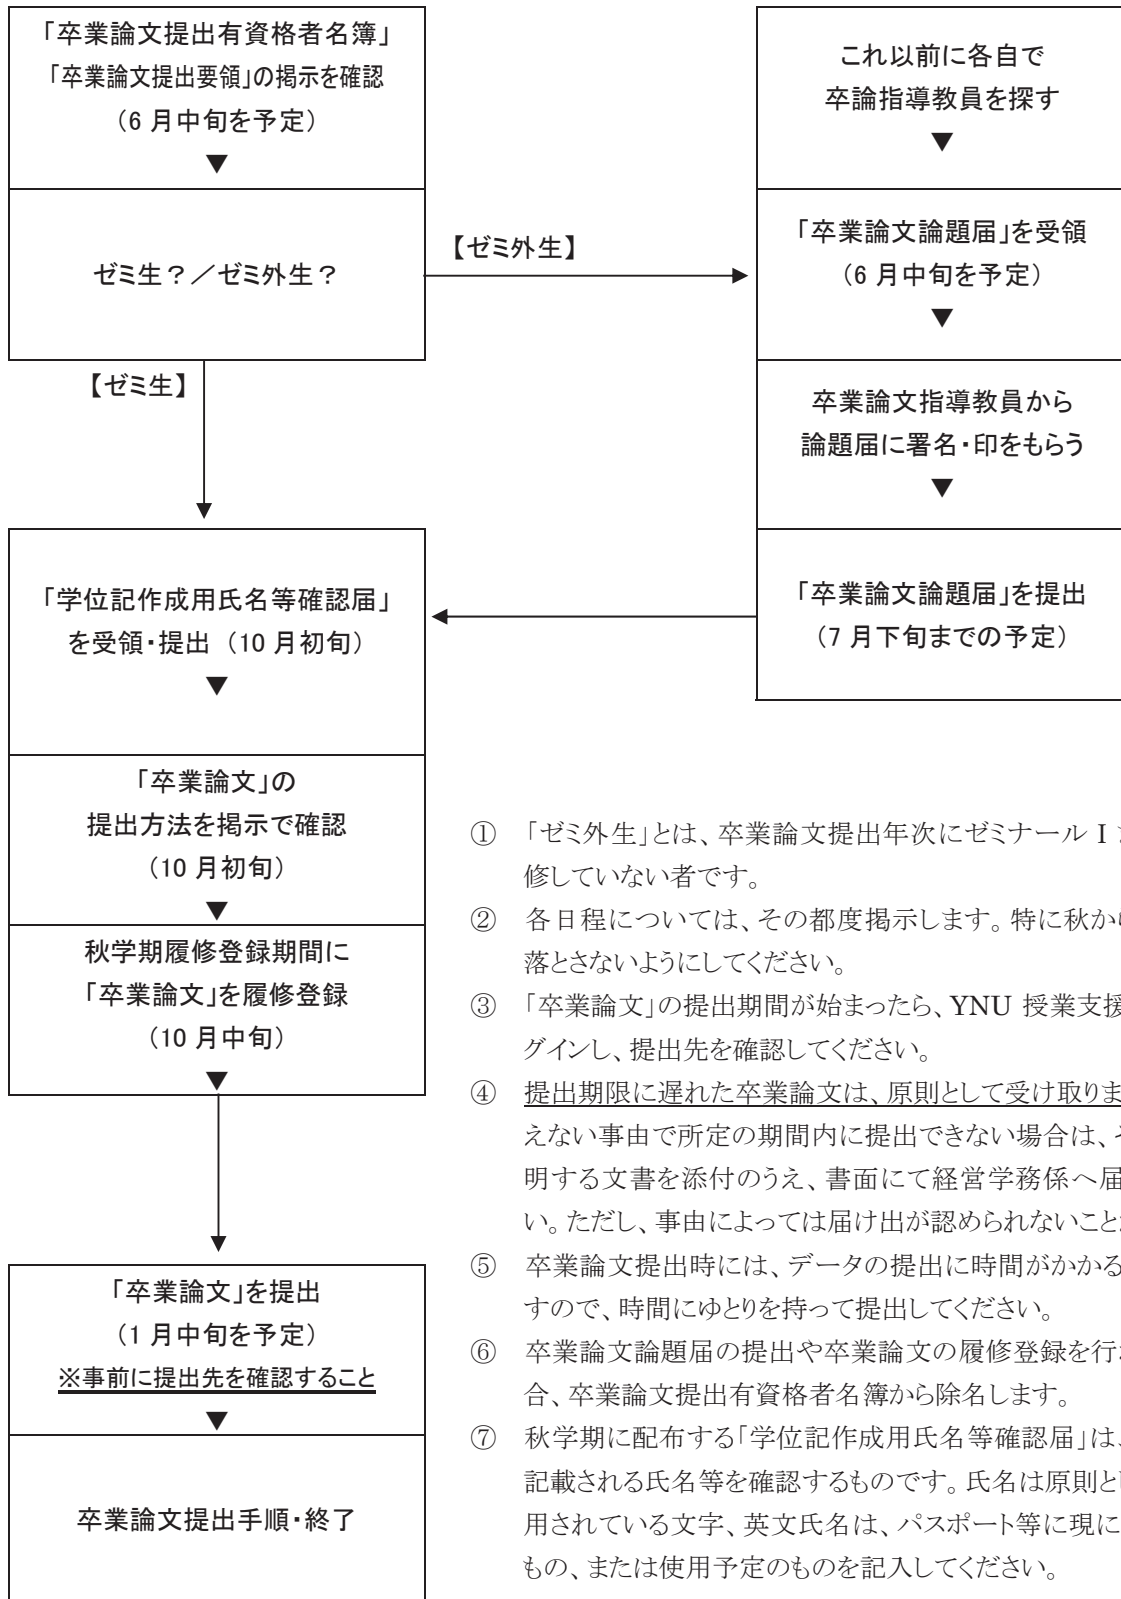 「卒業論文提出有資格者名簿」
「卒業論文提出要領」の掲示を確認
（6 月中旬を予定）
▼
ゼミ生？／ゼミ外生？
【ゼミ外生】
【ゼミ生】
これ以前に各自で
卒論指導教員を探す
▼
「卒業論文論題届」を受領
（6 月中旬を予定）
▼
卒業論文指導教員から
論題届に署名・印をもらう
▼
「卒業論文論題届」を提出
（7 月下旬までの予定）
「学位記作成用氏名等確認届」
を受領・提出 （10 月初旬）
▼
「卒業論文」の
提出方法を掲示で確認
（10 月初旬）
▼
秋学期履修登録期間に
「卒業論文」を履修登録
（10 月中旬）
▼
「卒業論文」を提出
（1 月中旬を予定）
※事前に提出先を確認すること
▼
卒業論文提出手順・終了
① 「ゼミ外生」とは、卒業論文提出年次にゼミナール I
修していない者です。
② 各日程については、その都度掲示します。特に秋か
落とさないようにしてください。
③ 「卒業論文」の提出期間が始まったら、YNU 授業支援
グインし、提出先を確認してください。
④ 提出期限に遅れた卒業論文は、原則として受け取りま
えない事由で所定の期間内に提出できない場合は、そ
明する文書を添付のうえ、書面にて経営学務係へ届
い。ただし、事由によっては届け出が認められないこと
⑤ 卒業論文提出時には、データの提出に時間がかかる
すので、時間にゆとりを持って提出してください。
⑥ 卒業論文論題届の提出や卒業論文の履修登録を行
合、卒業論文提出有資格者名簿から除名します。
⑦ 秋学期に配布する「学位記作成用氏名等確認届」は、
記載される氏名等を確認するものです。氏名は原則と
用されている文字、英文氏名は、パスポート等に現に
もの、または使用予定のものを記入してください。